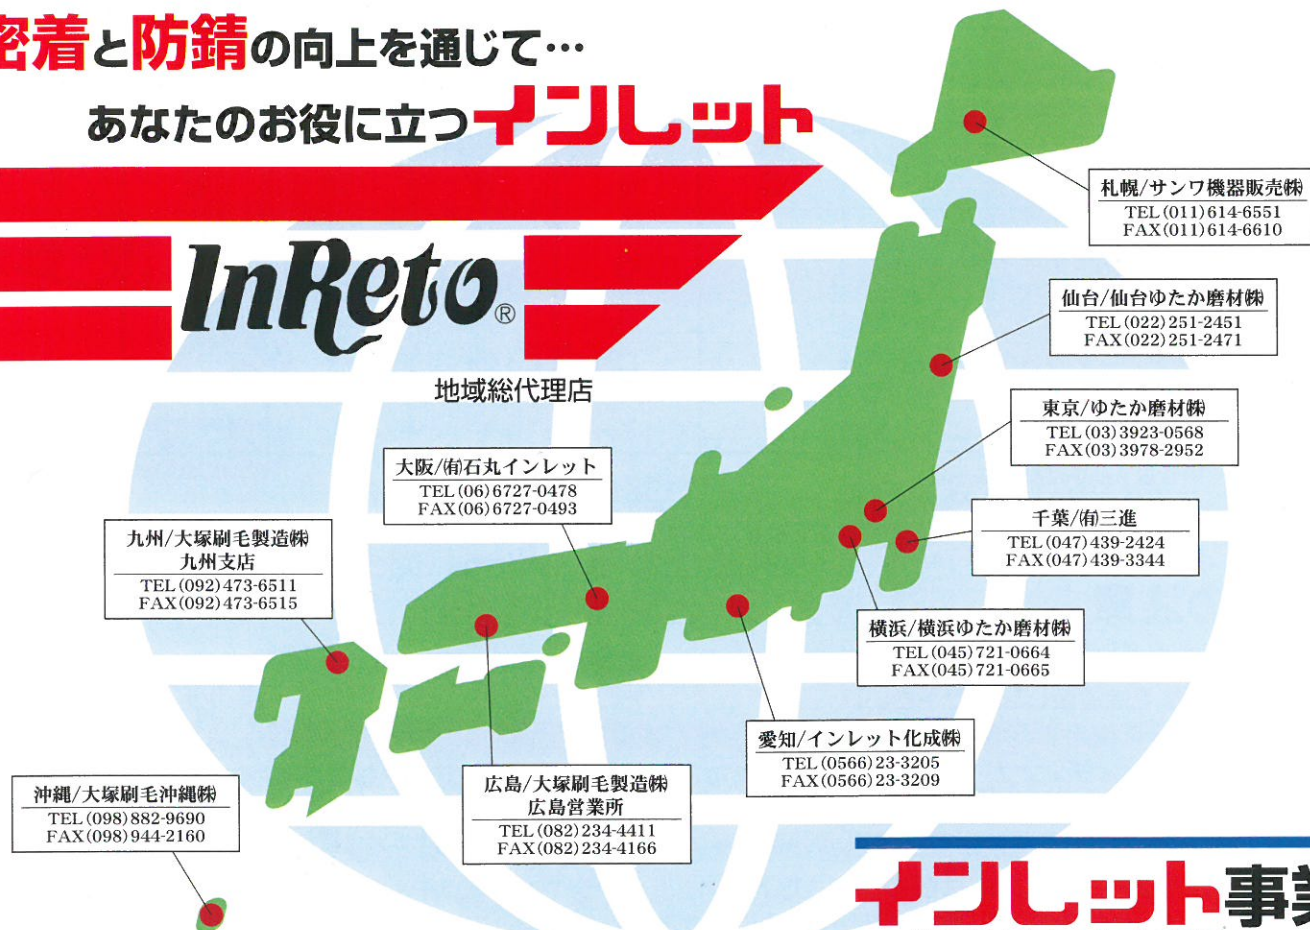 密着と防錆の向上を通じて…
あなたのお役に立つインレット
InReto®
地域総代理店
札幌/サンワ機器販売㈱
TEL(011)614-6551
FAX(011)614-6610
仙台/仙台ゆたか磨材㈱
TEL(022)251-2451
FAX(022)251-2471
東京/ゆたか磨材㈱
TEL(03)3923-0568
FAX(03)3978-2952
千葉/㈲三進
TEL(047)439-2424
FAX(047)439-3344
横浜/横浜ゆたか磨材㈱
TEL(045)721-0664
FAX(045)721-0665
愛知/インレット化成㈱
TEL(0566)23-3205
FAX(0566)23-3209
大阪/㈲石丸インレット
TEL(06)6727-0478
FAX(06)6727-0493
広島/大塚刷毛製造㈱
広島営業所
TEL(082)234-4411
FAX(082)234-4166
九州/大塚刷毛製造㈱
九州支店
TEL(092)473-6511
FAX(092)473-6515
沖縄/大塚刷毛沖縄㈱
TEL(098)882-9690
FAX(098)944-2160
インレット事業